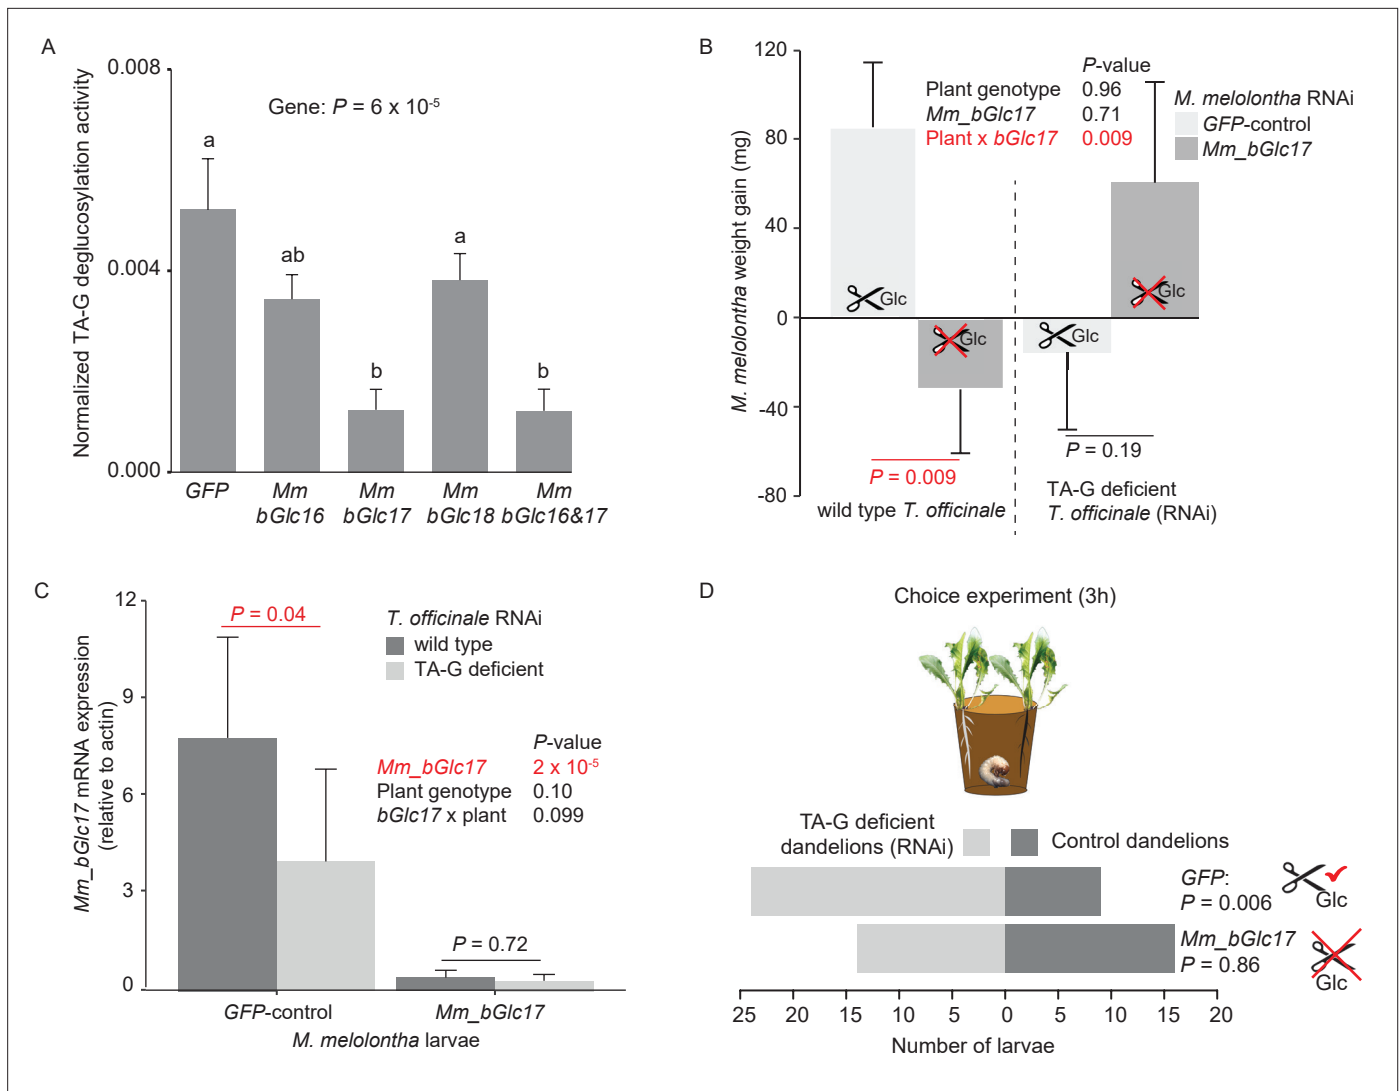 A
Normalized TA-G deglucosylation activity
0.008
0.004
0.000
Gene: P = 6 x 10⁻⁵
a
ab
b
a
b
GFP
Mm
bGlc16
Mm
bGlc17
Mm
bGlc18
Mm
bGlc16&17
B
M. melolontha weight gain (mg)
120
80
40
0
-40
-80
P-value
Plant genotype 0.96
Mm_bGlc17 0.71
Plant x bGlc17 0.009
M. melolontha RNAi
GFP-control
Mm_bGlc17
Glc
Glc
Glc
Glc
P = 0.009
P = 0.19
wild type T. officinale
TA-G deficient
T. officinale (RNAi)
C
Mm_bGlc17 mRNA expression
(relative to actin)
12
9
6
3
0
P = 0.04
T. officinale RNAi
wild type
TA-G deficient
P-value
Mm_bGlc17 2 x 10⁻⁵
Plant genotype 0.10
bGlc17 x plant 0.099
P = 0.72
GFP-control
Mm_bGlc17
M. melolontha larvae
D
Choice experiment (3h)
TA-G deficient
dandelions (RNAi)
Control dandelions
GFP:
P = 0.006
Glc
Mm_bGlc17
P = 0.86
Glc
25 20 15 10 5 0 5 10 15 20
Number of larvae